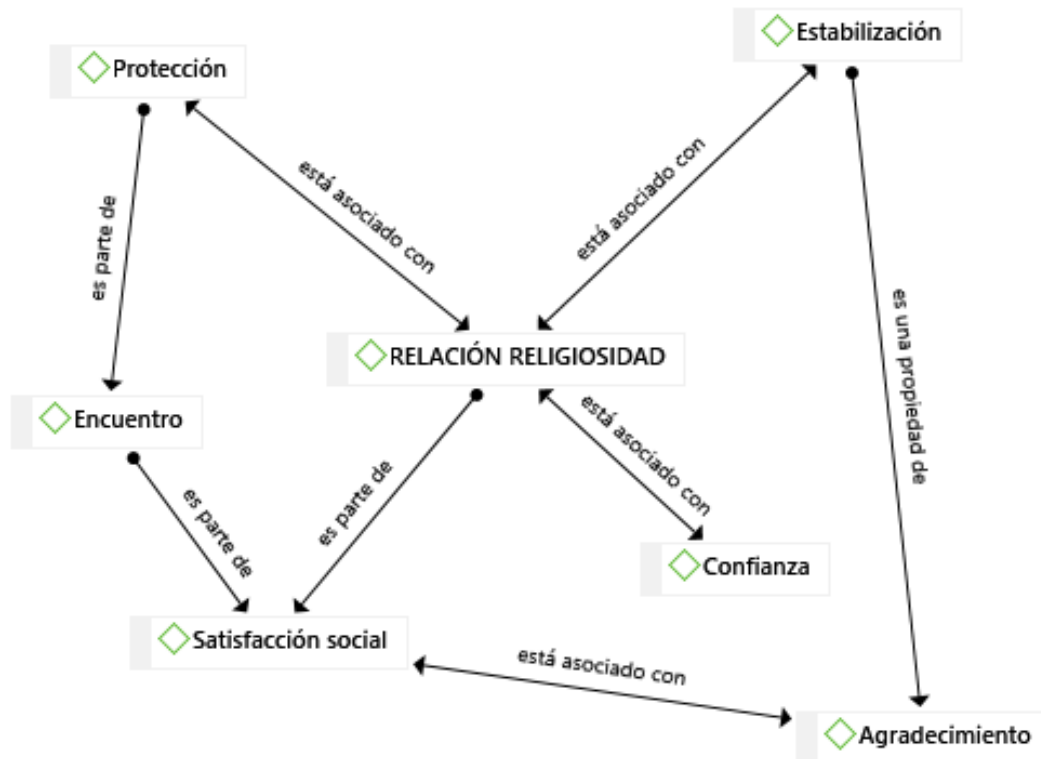 Estabilización
Protección
está asociado con
está asociado con
es parte de
es una propiedad de
RELACIÓN RELIGIOSIDAD
Encuentro
está asociado con
es parte de
es parte de
Confianza
Satisfacción social
está asociado con
Agradecimiento